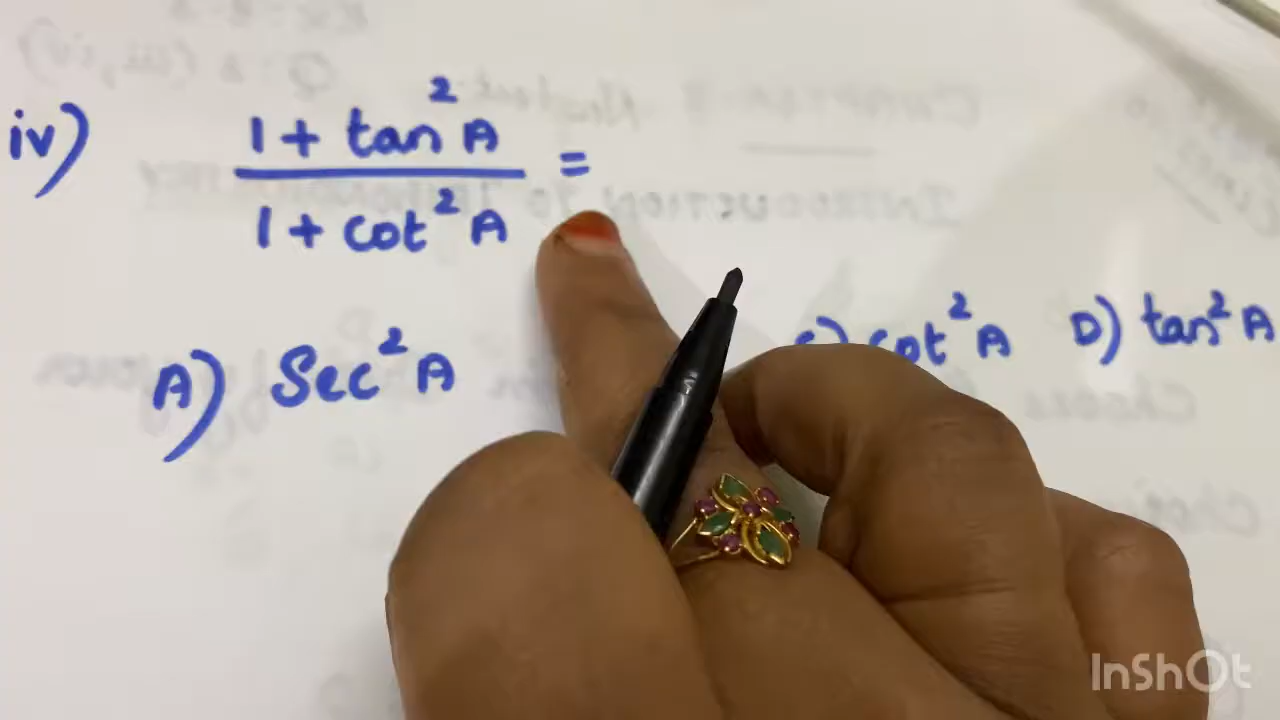 iv) 1 + tan²A
=
1 + cot²A
A) Sec²A C) cot²A D) tan²A
InShOt